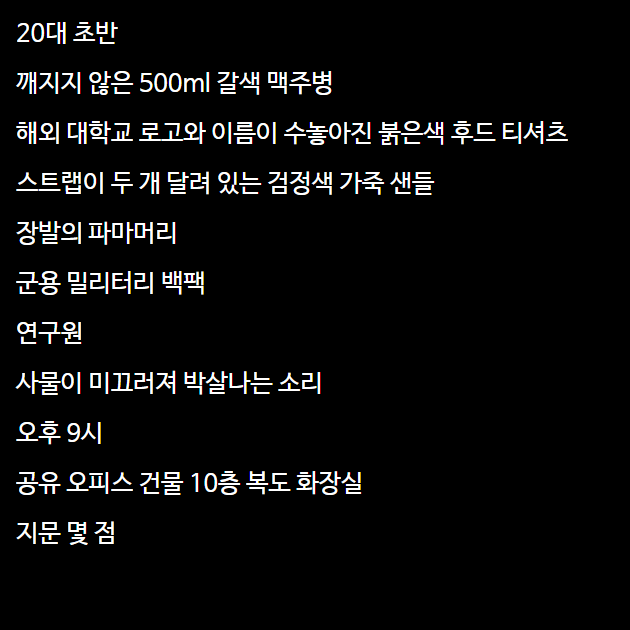 20대 초반
깨지지 않은 500ml 갈색 맥주병
해외 대학교 로고와 이름이 수놓아진 붉은색 후드 티셔츠
스트랩이 두 개 달려 있는 검정색 가죽 샌들
장발의 파마머리
군용 밀리터리 백팩
연구원
사물이 미끄러져 박살나는 소리
오후 9시
공유 오피스 건물 10층 복도 화장실
지문 몇 점